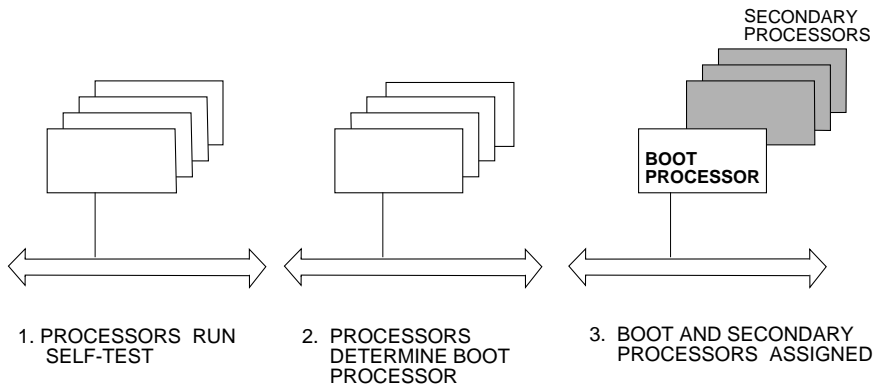 SECONDARY
PROCESSORS
BOOT
PROCESSOR
1. PROCESSORS RUN
SELF-TEST
2. PROCESSORS
DETERMINE BOOT
PROCESSOR
3. BOOT AND SECONDARY
PROCESSORS ASSIGNED